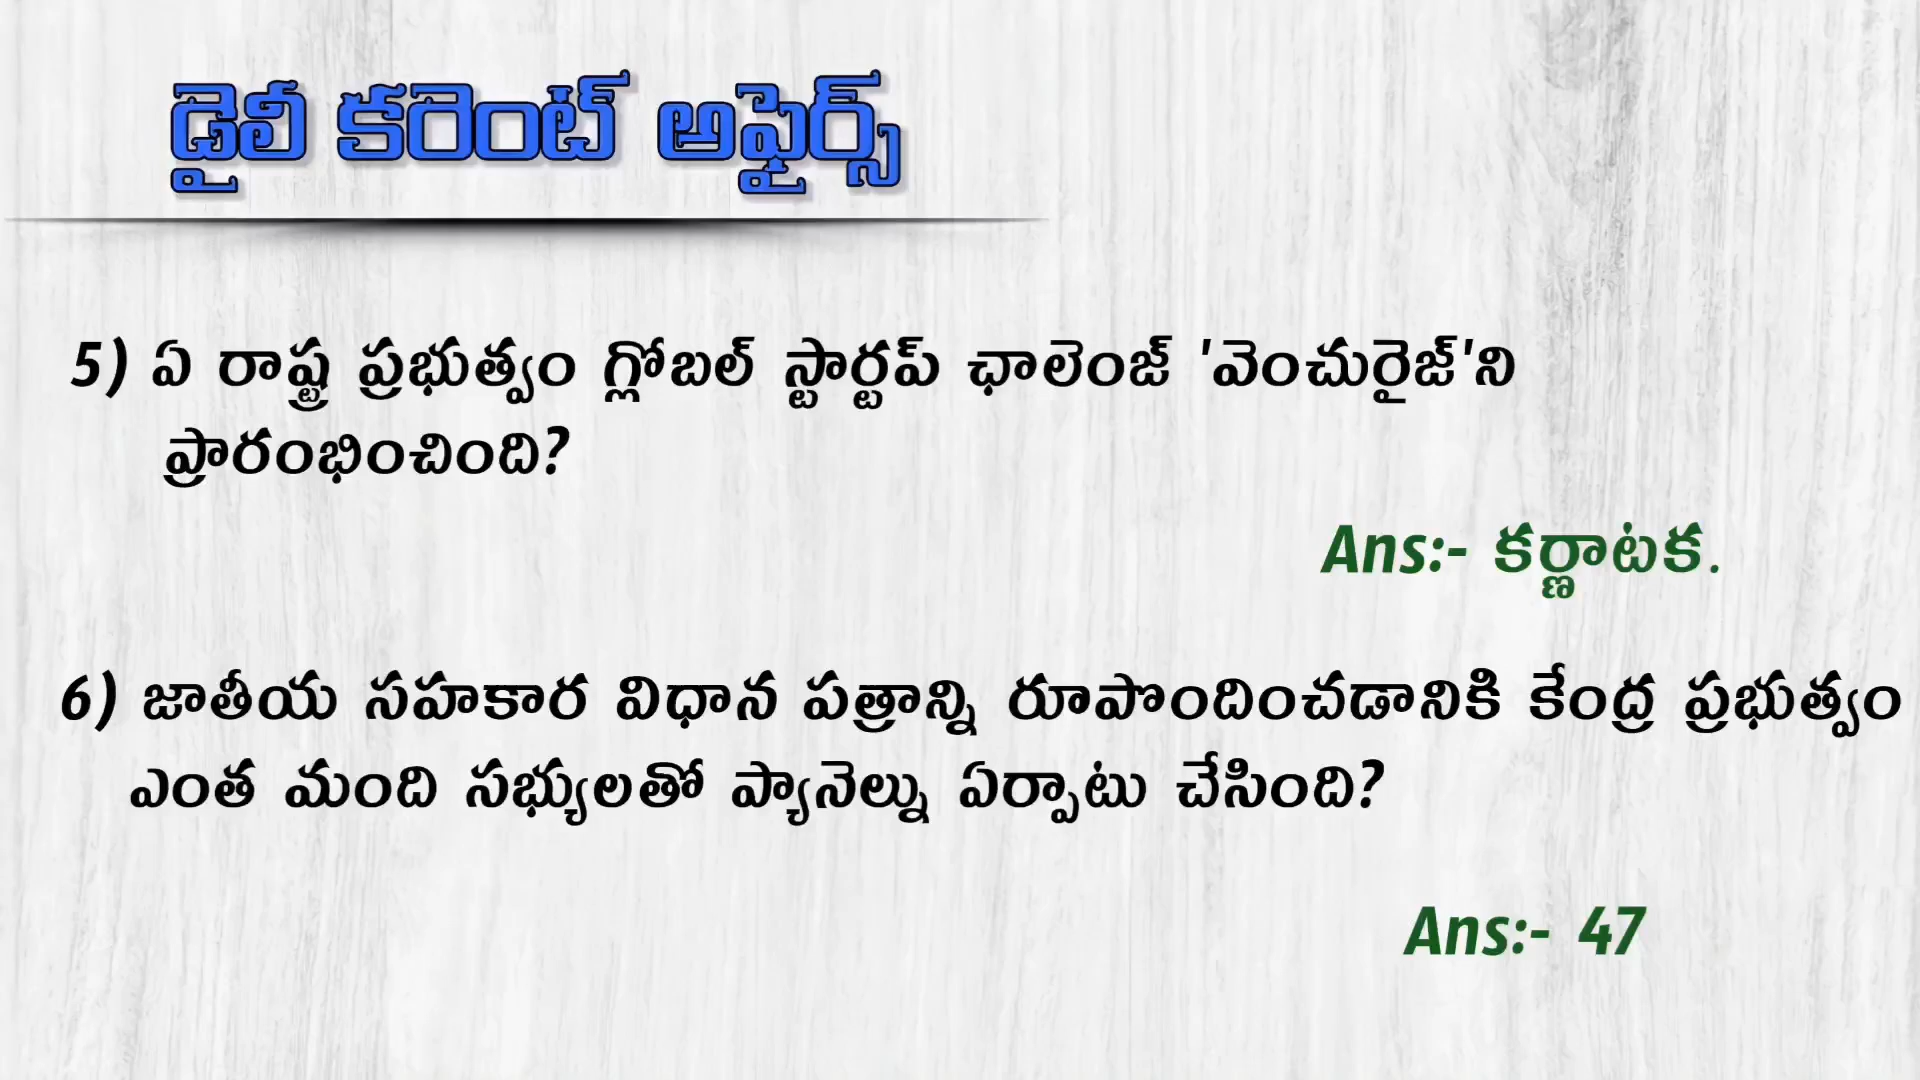 డైలీ కరెంట్ అఫైర్స్
5) ఏ రాష్ట్ర ప్రభుత్వం గ్లోబల్ స్టార్టప్ ఛాలెంజ్ 'వెంచురైజ్'ని
ప్రారంభించింది?
Ans:- కర్ణాటక.
6) జాతీయ సహకార విధాన పత్రాన్ని రూపొందించడానికి కేంద్ర ప్రభుత్వం
ఎంత మంది సభ్యులతో ప్యానెల్ను ఏర్పాటు చేసింది?
Ans:- 47